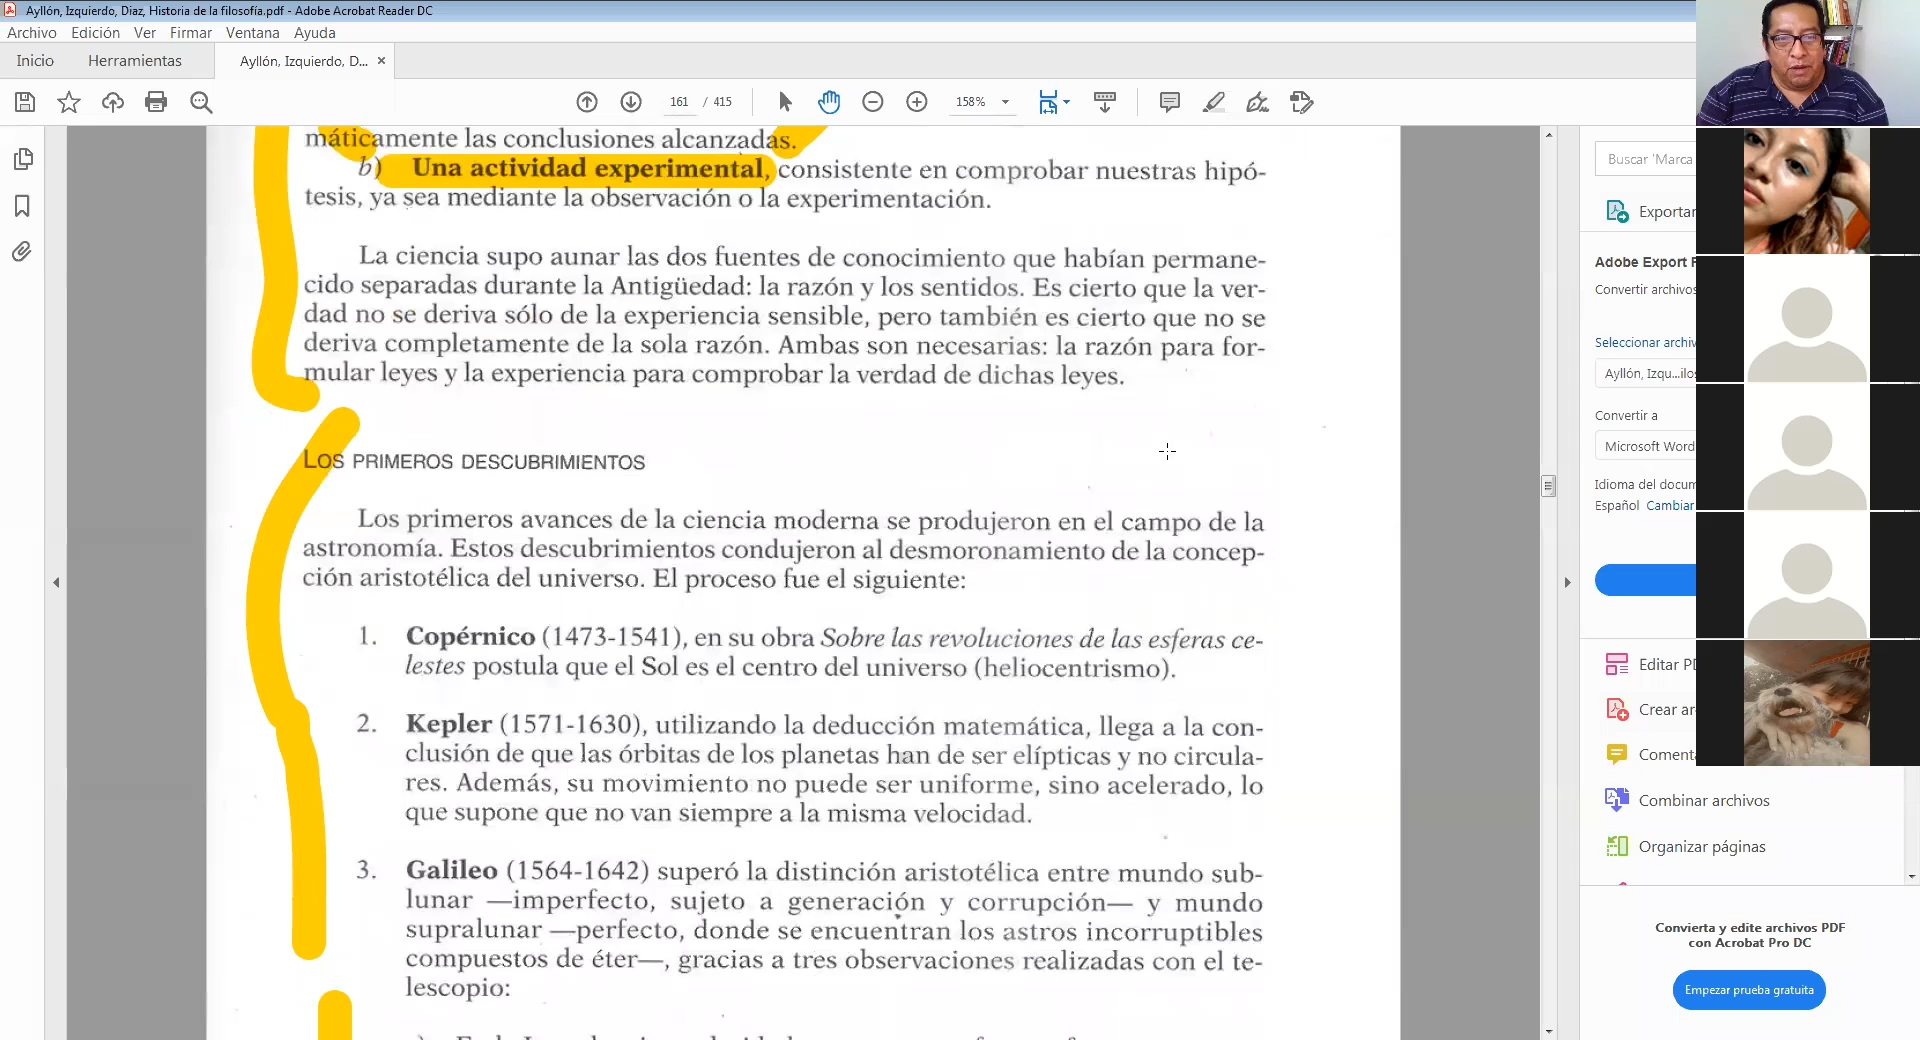 Ayllón, Izquierdo, Diaz, Historia de la filosofía.pdf - Adobe Acrobat Reader DC
Archivo Edición Ver Firmar Ventana Ayuda
Inicio Herramientas Ayllón, Izquierdo, D... ×
161 / 415 158%
máticamente las conclusiones alcanzadas.
b) Una actividad experimental, consistente en comprobar nuestras hipó-
tesis, ya sea mediante la observación o la experimentación.
La ciencia supo aunar las dos fuentes de conocimiento que habían permane-
cido separadas durante la Antigüedad: la razón y los sentidos. Es cierto que la ver-
dad no se deriva sólo de la experiencia sensible, pero también es cierto que no se
deriva completamente de la sola razón. Ambas son necesarias: la razón para for-
mular leyes y la experiencia para comprobar la verdad de dichas leyes.
LOS PRIMEROS DESCUBRIMIENTOS
Los primeros avances de la ciencia moderna se produjeron en el campo de la
astronomía. Estos descubrimientos condujeron al desmoronamiento de la concep-
ción aristotélica del universo. El proceso fue el siguiente:
1. Copérnico (1473-1541), en su obra Sobre las revoluciones de las esferas ce-
lestes postula que el Sol es el centro del universo (heliocentrismo).
2. Kepler (1571-1630), utilizando la deducción matemática, llega a la con-
clusión de que las órbitas de los planetas han de ser elípticas y no circula-
res. Además, su movimiento no puede ser uniforme, sino acelerado, lo
que supone que no van siempre a la misma velocidad.
3. Galileo (1564-1642) superó la distinción aristotélica entre mundo sub-
lunar —imperfecto, sujeto a generación y corrupción— y mundo
supralunar —perfecto, donde se encuentran los astros incorruptibles
compuestos de éter—, gracias a tres observaciones realizadas con el te-
lescopio:
Buscar 'Marca
Exportar
Adobe Export
Convertir archivos
Seleccionar archiv
Ayllón, Izqu...ilos
Convertir a
Microsoft Word
Idioma del docum
Español Cambiar
Editar PD
Crear ar
Comenta
Combinar archivos
Organizar páginas
Convierta y edite archivos PDF
con Acrobat Pro DC
Empezar prueba gratuita